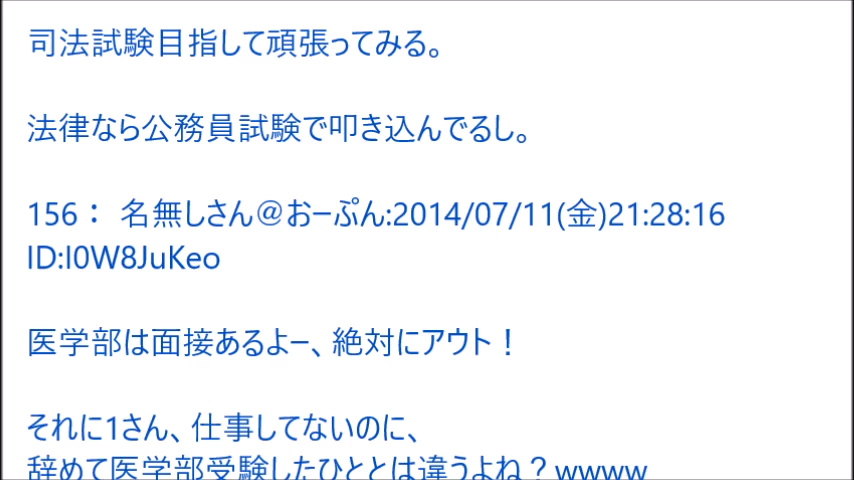 司法試験目指して頑張ってみる。
法律なら公務員試験で叩き込んでるし。
156： 名無しさん＠おーぷん:2014/07/11(金)21:28:16
ID:l0W8JuKeo
医学部は面接あるよー、絶対にアウト！
それに1さん、仕事してないのに、
辞めて医学部受験したひととは違うよね？wwww